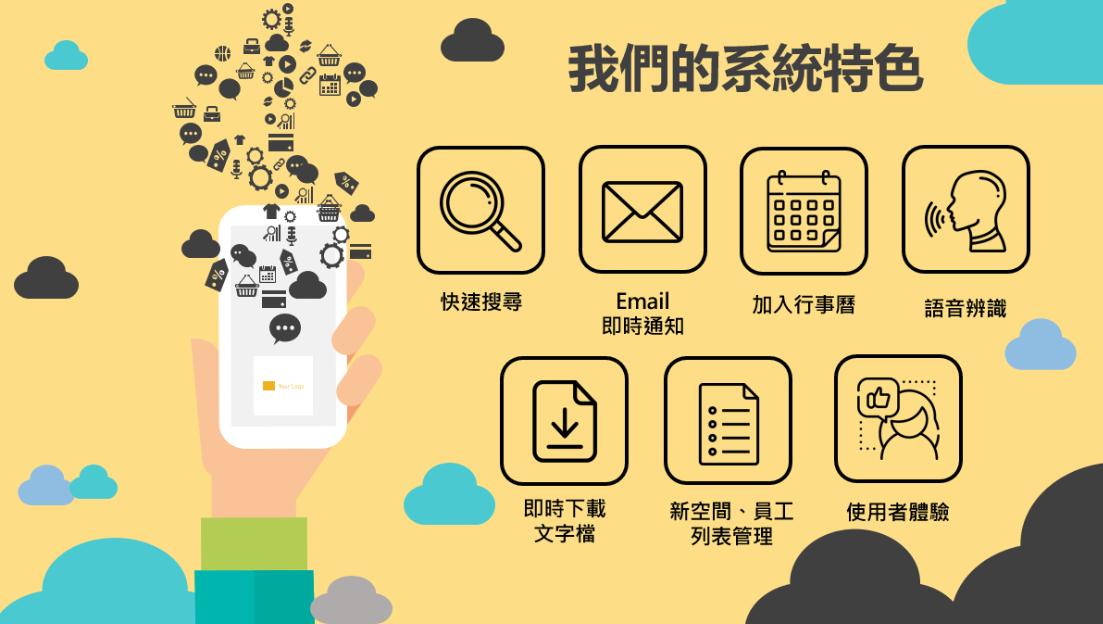 我們的系統特色
快速搜尋
Email
即時通知
加入行事曆
語音辨識
即時下載
文字檔
新空間、員工
列表管理
使用者體驗
Your Logo